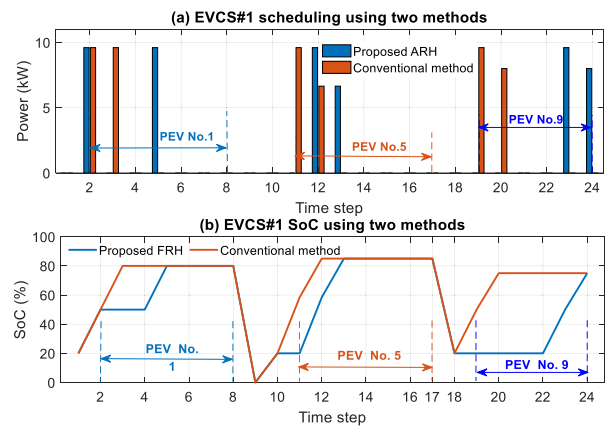 (a) EVCS#1 scheduling using two methods
Power (kW)
10
5
0
Proposed ARH
Conventional method
PEV No.1
PEV No.5
PEV No.9
2 4 6 8 10 12 14 16 18 20 22 24
Time step
(b) EVCS#1 SoC using two methods
SoC (%)
100
80
60
40
20
0
Proposed FRH
Conventional method
PEV No.
1
PEV No. 5
PEV No. 9
2 4 6 8 10 12 14 16 17 18 20 22 24
Time step